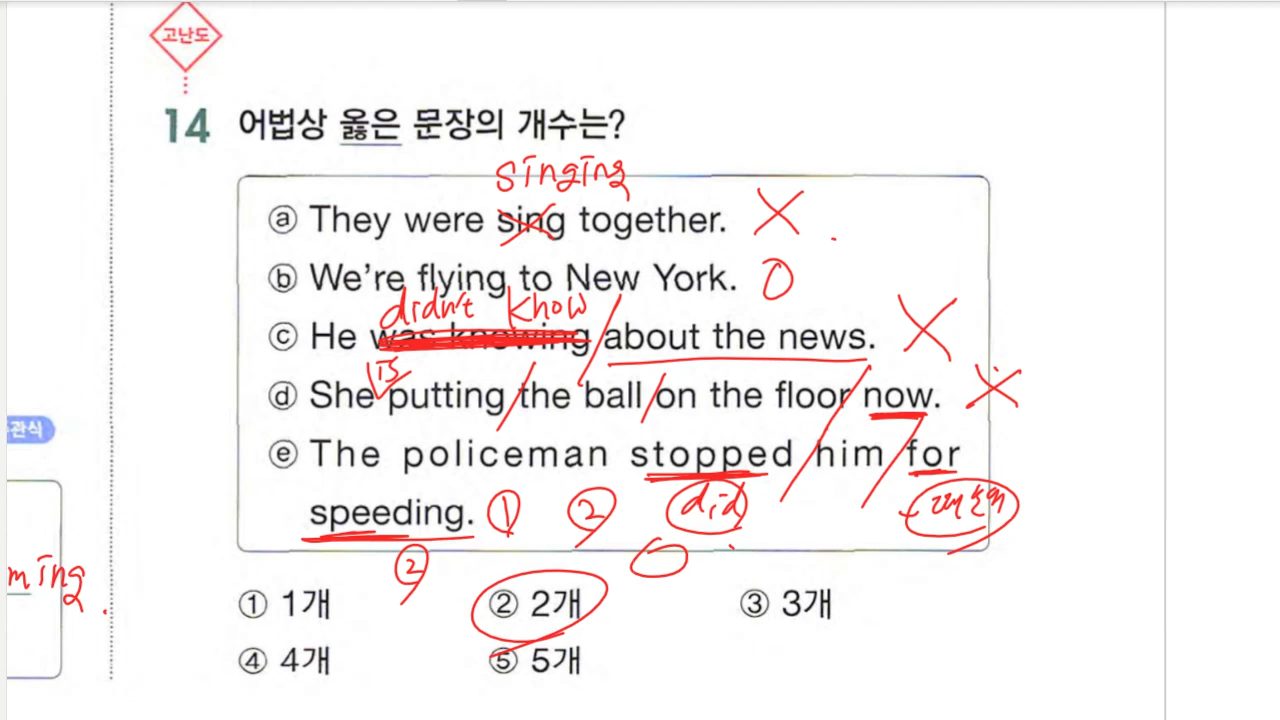 고난도
14 어법상 옳은 문장의 개수는?
singing
ⓐ They were sing together. X
ⓑ We're flying to New York. O
didn't know
ⓒ He was knowing about the news. X
is
ⓓ She putting the ball on the floor now. X
ⓔ The policeman stopped him for
speeding. ① ② did
②
① 1개 ② 2개 ③ 3개
④ 4개 ⑤ 5개
관식
ming.